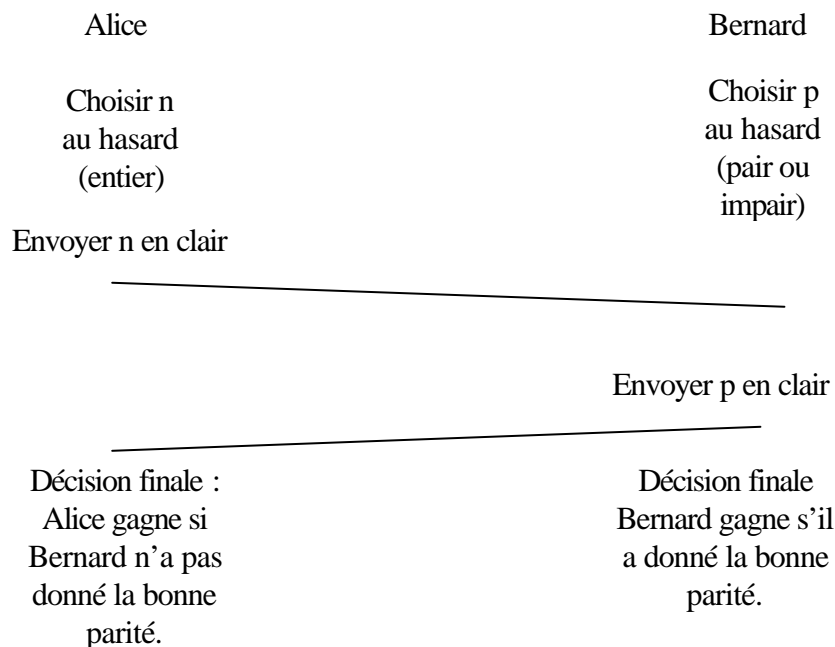 Alice
Bernard
Choisir n
au hasard
(entier)
Choisir p
au hasard
(pair ou
impair)
Envoyer n en clair
Envoyer p en clair
Décision finale :
Alice gagne si
Bernard n’a pas
donné la bonne
parité.
Décision finale
Bernard gagne s’il
a donné la bonne
parité.